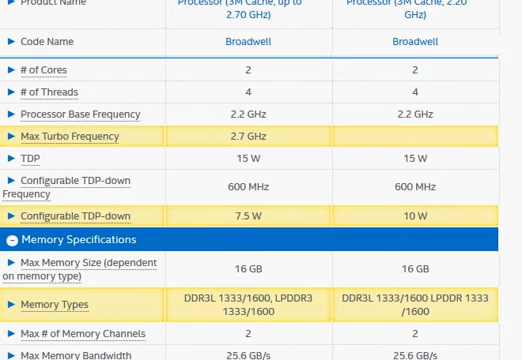 Product Name Processor (3M Cache, up to 2.70 GHz) Processor (3M Cache, 2.20 GHz)
Code Name Broadwell Broadwell
# of Cores 2 2
# of Threads 4 4
Processor Base Frequency 2.2 GHz 2.2 GHz
Max Turbo Frequency 2.7 GHz
TDP 15 W 15 W
Configurable TDP-down Frequency 600 MHz 600 MHz
Configurable TDP-down 7.5 W 10 W
Memory Specifications
Max Memory Size (dependent on memory type) 16 GB 16 GB
Memory Types DDR3L 1333/1600, LPDDR3 1333/1600 DDR3L 1333/1600 LPDDR 1333 /1600
Max # of Memory Channels 2 2
Max Memory Bandwidth 25.6 GB/s 25.6 GB/s